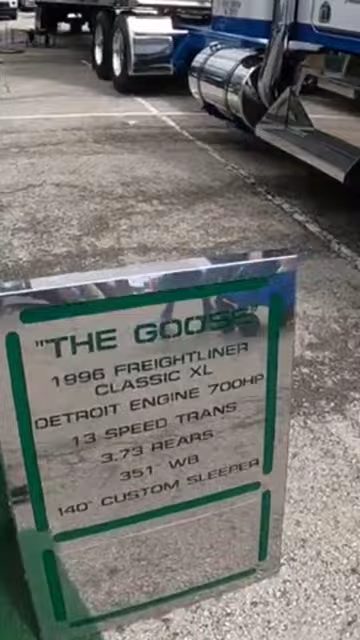 "THE GOOSE"
1996 FREIGHTLINER
CLASSIC XL
DETROIT ENGINE 700HP
13 SPEED TRANS
3.73 REARS
351 WB
140" CUSTOM SLEEPER